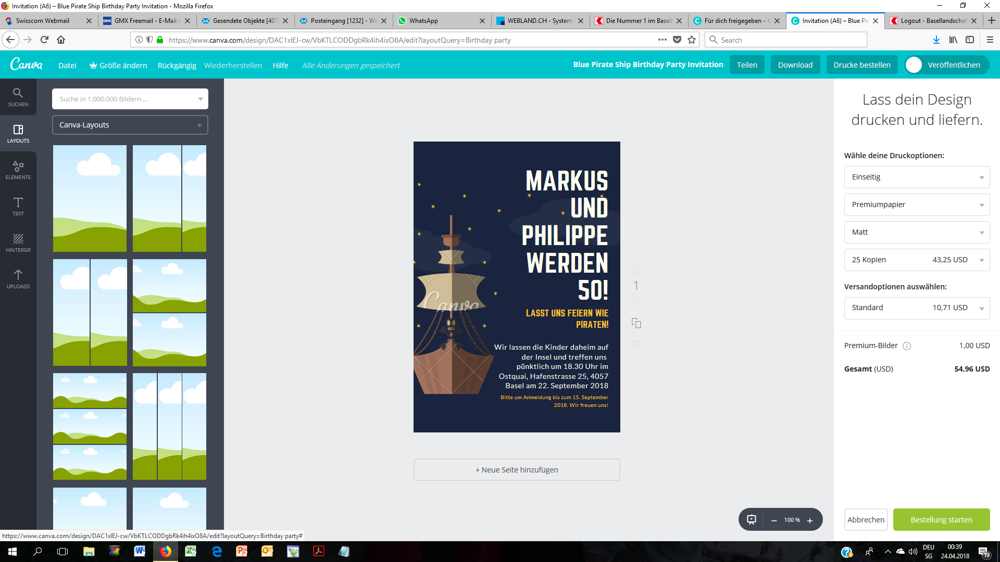 Invitation (A6) – Blue Pirate Ship Birthday Party Invitation - Mozilla Firefox
Swisscom Webmail
GMX Freemail - E-Mail m
Gesendete Objekte [407]
Posteingang [1232] - We
WhatsApp
WEBLAND.CH - System
Die Nummer 1 im Baselb
Für dich freigegeben – C
Invitation (A6) – Blue Pir
Logout - Basellandschaf
https://www.canva.com/design/DAC1xlEJ-cw/VbKTLCODDgbRk4ih4ixO8A/edit?layoutQuery=Birthday party
Search
Canva
Datei
Größe ändern
Rückgängig
Wiederherstellen
Hilfe
Alle Änderungen gespeichert
Blue Pirate Ship Birthday Party Invitation
Teilen
Download
Drucke bestellen
Veröffentlichen
SUCHEN
LAYOUTS
ELEMENTE
TEXT
HINTERGR
UPLOADS
Suche in 1.000.000 Bildern ...
Canva-Layouts
MARKUS
UND
PHILIPPE
WERDEN
50!
LASST UNS FEIERN WIE
PIRATEN!
Canva
Wir lassen die Kinder daheim auf
der Insel und treffen uns
pünktlich um 18.30 Uhr im
Ostquai, Hafenstrasse 25, 4057
Basel am 22. September 2018
Bitte um Anmeldung bis zum 15. September
2018. Wir freuen uns!
1
+ Neue Seite hinzufügen
100 %
Lass dein Design
drucken und liefern.
Wähle deine Druckoptionen:
Einseitig
Premiumpapier
Matt
25 Kopien 43,25 USD
Versandoptionen auswählen:
Standard 10,71 USD
Premium-Bilder 1,00 USD
Gesamt (USD) 54,96 USD
Abbrechen
Bestellung starten
https://www.canva.com/design/DAC1xlEJ-cw/VbKTLCODDgbRk4ih4ixO8A/edit?layoutQuery=Birthday party#
DEU
SG
00:39
24.04.2018
19